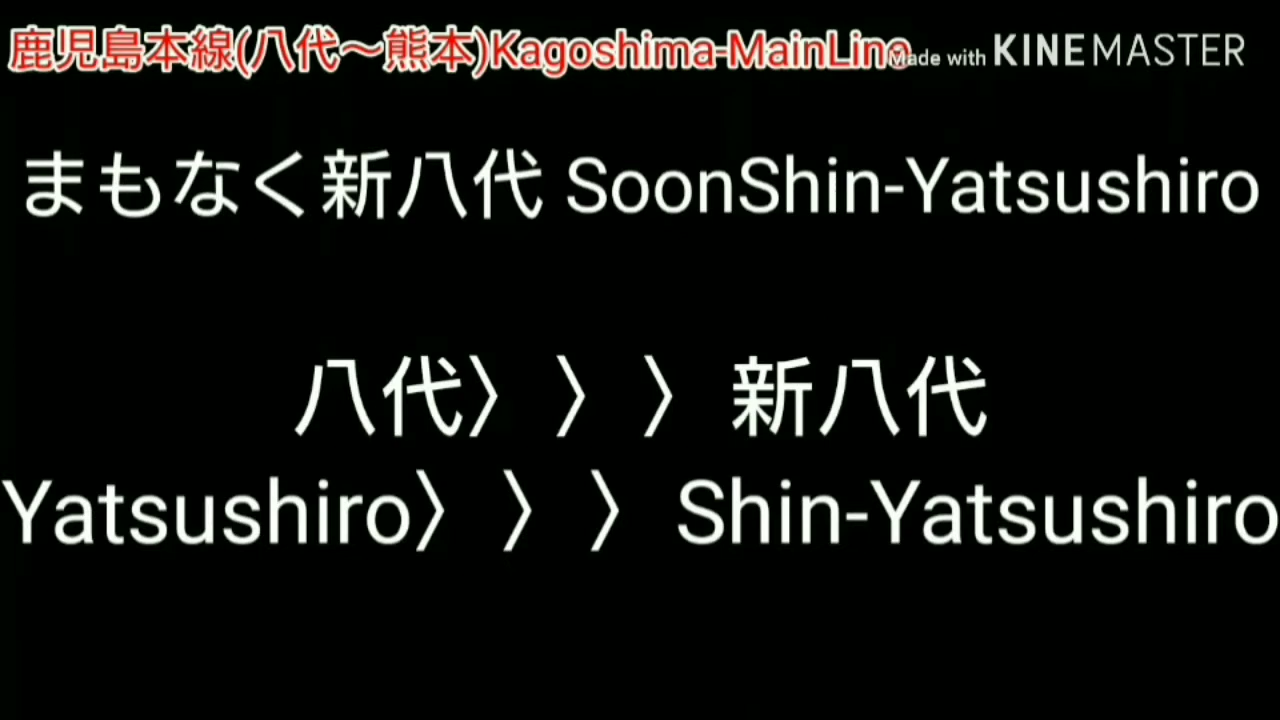 鹿児島本線(八代〜熊本)Kagoshima-MainLine
Made with KINEMASTER
まもなく新八代 SoonShin-Yatsushiro
八代〉〉〉新八代
Yatsushiro〉〉〉Shin-Yatsushiro